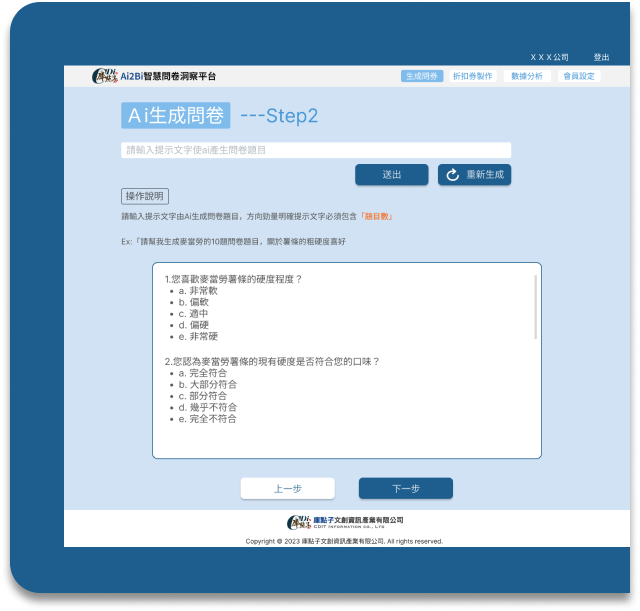 X X X公司 登出
Ai2Bi智慧問卷洞察平台 生成問券 折扣券製作 數據分析 會員設定
Ai生成問卷 ---Step2
請輸入提示文字使ai產生問卷題目
送出 重新生成
操作說明
請輸入提示文字由Ai生成問卷題目，方向勁量明確提示文字必須包含「題目數」
Ex:「請幫我生成麥當勞的10題問卷題目，關於薯條的粗硬度喜好
1.您喜歡麥當勞薯條的硬度程度？
• a. 非常軟
• b. 偏軟
• c. 適中
• d. 偏硬
• e. 非常硬
2.您認為麥當勞薯條的現有硬度是否符合您的口味？
• a. 完全符合
• b. 大部分符合
• c. 部分符合
• d. 幾乎不符合
• e. 完全不符合
上一步 下一步
庫點子文創資訊產業有限公司
CDIT INFORMATION CO., LTD
Copyright © 2023 庫點子文創資訊產業有限公司. All rights reserved.